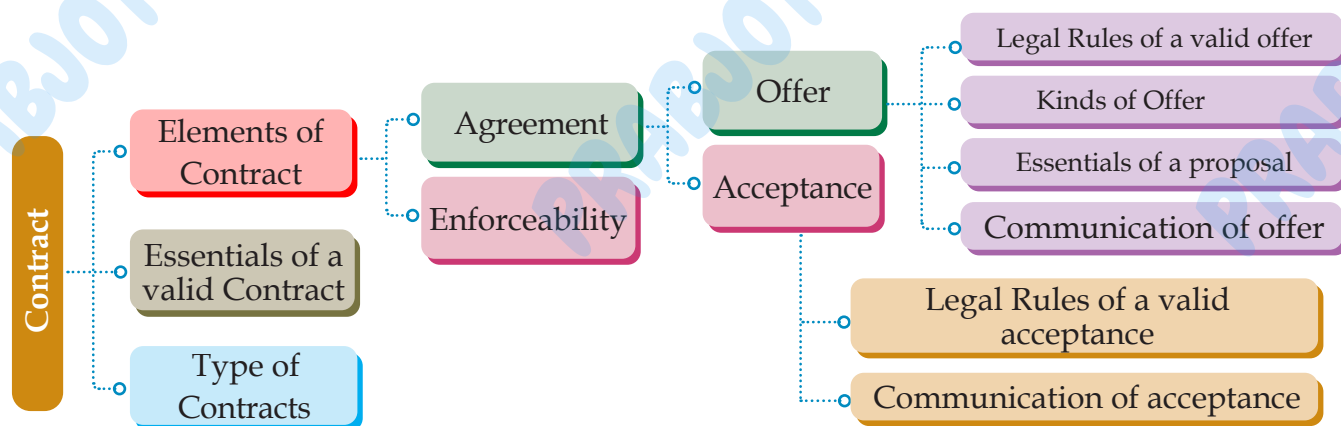 Contract
Elements of
Contract
Essentials of a
valid Contract
Type of
Contracts
Agreement
Enforceability
Offer
Acceptance
Legal Rules of a valid offer
Kinds of Offer
Essentials of a proposal
Communication of offer
Legal Rules of a valid
acceptance
Communication of acceptance
PRABJOT